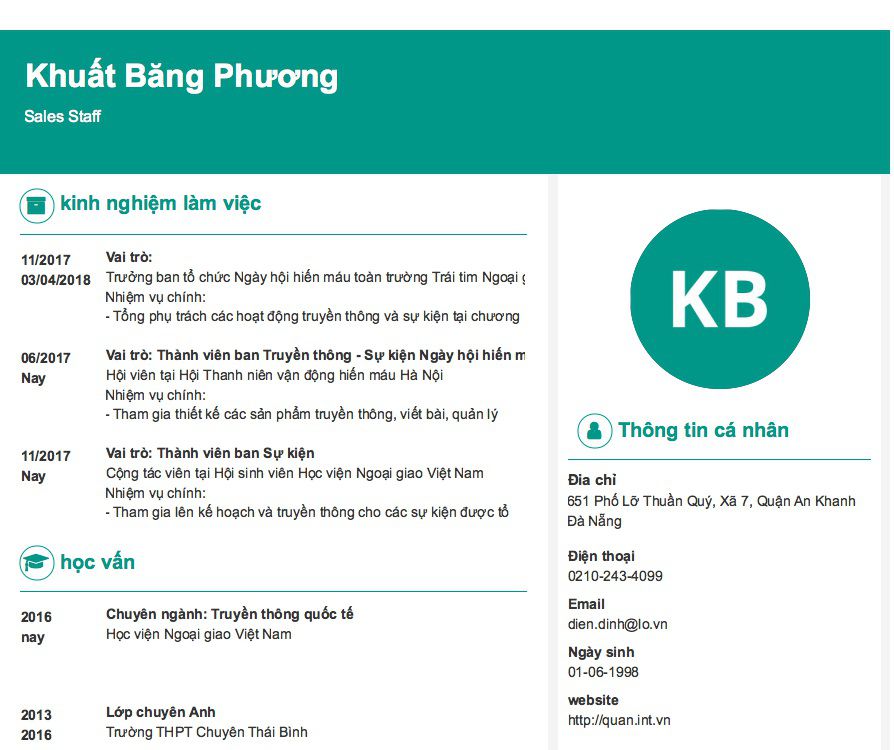 Khuất Băng Phương
Sales Staff
kinh nghiệm làm việc
11/2017
03/04/2018
Vai trò:
Trưởng ban tổ chức Ngày hội hiến máu toàn trường Trái tim Ngoại
Nhiệm vụ chính:
- Tổng phụ trách các hoạt động truyền thông và sự kiện tại chương
06/2017
Nay
Vai trò: Thành viên ban Truyền thông - Sự kiện Ngày hội hiến
Hội viên tại Hội Thanh niên vận động hiến máu Hà Nội
Nhiệm vụ chính:
- Tham gia thiết kế các sản phẩm truyền thông, viết bài, quản lý
11/2017
Nay
Vai trò: Thành viên ban Sự kiện
Cộng tác viên tại Hội sinh viên Học viện Ngoại giao Việt Nam
Nhiệm vụ chính:
- Tham gia lên kế hoạch và truyền thông cho các sự kiện được tổ
học vấn
2016
nay
Chuyên ngành: Truyền thông quốc tế
Học viện Ngoại giao Việt Nam
2013
2016
Lớp chuyên Anh
Trường THPT Chuyên Thái Bình
KB
Thông tin cá nhân
Địa chỉ
651 Phố Lỡ Thuần Quý, Xã 7, Quận An Khanh
Đà Nẵng
Điện thoại
0210-243-4099
Email
dien.dinh@lo.vn
Ngày sinh
01-06-1998
website
http://quan.int.vn